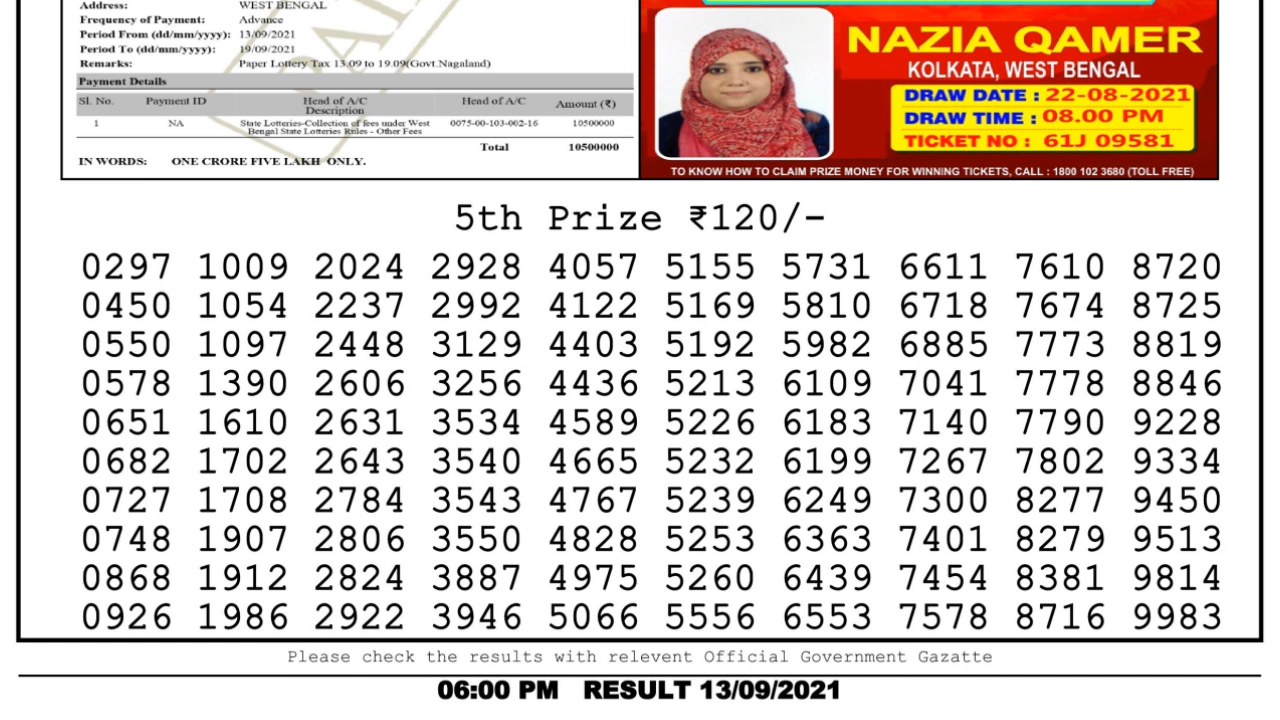 Address: WEST BENGAL
Frequency of Payment: Advance
Period From (dd/mm/yyyy): 13/09/2021
Period To (dd/mm/yyyy): 19/09/2021
Remarks: Paper Lottery Tax 13.09 to 19.09(Govt.Nagaland)
Payment Details
Sl. No. Payment ID Head of A/C Description Head of A/C Amount (₹)
1 NA State Lotteries-Collection of fees under West 0075-00-103-002-16 10500000
Bengal State Lotteries Rules - Other Fees
Total 10500000
IN WORDS: ONE CRORE FIVE LAKH ONLY.
NAZIA QAMER
KOLKATA, WEST BENGAL
DRAW DATE : 22-08-2021
DRAW TIME : 08.00 PM
TICKET NO : 61J 09581
TO KNOW HOW TO CLAIM PRIZE MONEY FOR WINNING TICKETS, CALL : 1800 102 3680 (TOLL FREE)
5th Prize ₹120/-
0297 1009 2024 2928 4057 5155 5731 6611 7610 8720
0450 1054 2237 2992 4122 5169 5810 6718 7674 8725
0550 1097 2448 3129 4403 5192 5982 6885 7773 8819
0578 1390 2606 3256 4436 5213 6109 7041 7778 8846
0651 1610 2631 3534 4589 5226 6183 7140 7790 9228
0682 1702 2643 3540 4665 5232 6199 7267 7802 9334
0727 1708 2784 3543 4767 5239 6249 7300 8277 9450
0748 1907 2806 3550 4828 5253 6363 7401 8279 9513
0868 1912 2824 3887 4975 5260 6439 7454 8381 9814
0926 1986 2922 3946 5066 5556 6553 7578 8716 9983
Please check the results with relevent Official Government Gazatte
06:00 PM RESULT 13/09/2021